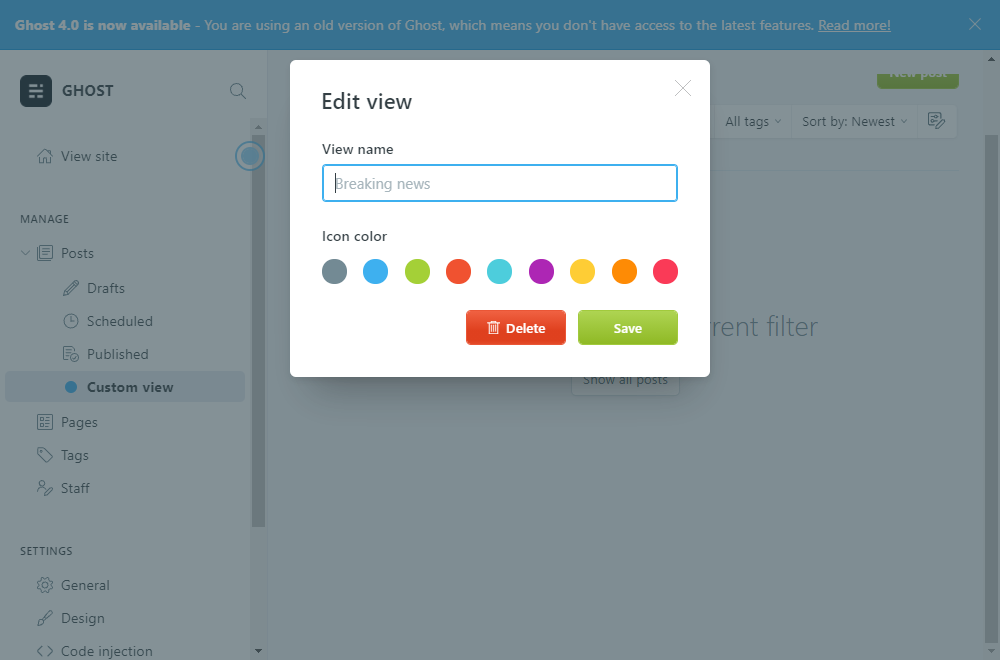 Ghost 4.0 is now available - You are using an old version of Ghost, which means you don't have access to the latest features. Read more!
GHOST
View site
MANAGE
Posts
Drafts
Scheduled
Published
Custom view
Pages
Tags
Staff
SETTINGS
General
Design
Code injection
New post
All tags
Sort by: Newest
Edit view
View name
Breaking news
Icon color
Delete
Save
filter
Show all posts